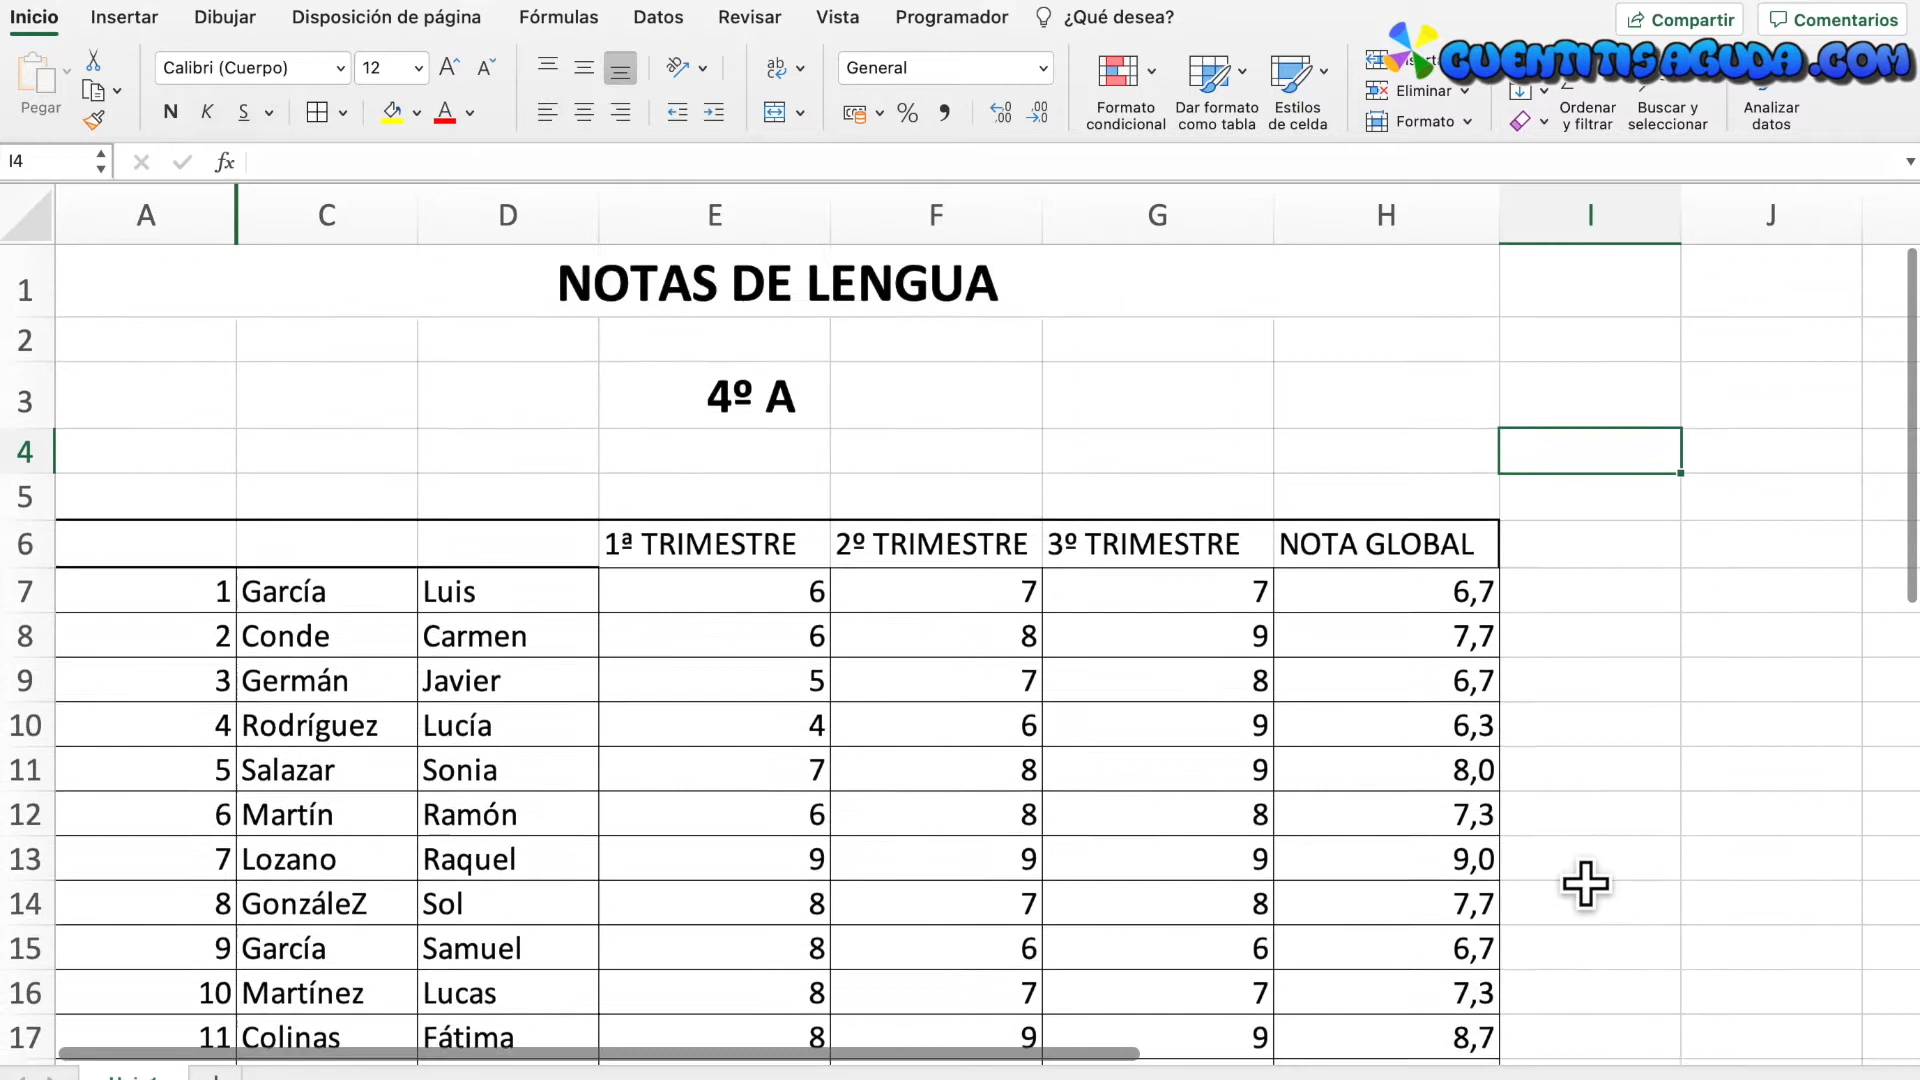 Inicio Insertar Dibujar Disposición de página Fórmulas Datos Revisar Vista Programador ¿Qué desea? Compartir Comentarios
CUENTITISAGUDA.COM
Calibri (Cuerpo) 12 General
Pegar N K S
Formato condicional
Dar formato como tabla
Estilos de celda
Eliminar
Formato
Ordenar y filtrar
Buscar y seleccionar
Analizar datos
I4 fx
A C D E F G H I J
1 NOTAS DE LENGUA
2
3 4º A
4
5
6 1ª TRIMESTRE 2º TRIMESTRE 3º TRIMESTRE NOTA GLOBAL
7 1 García Luis 6 7 7 6,7
8 2 Conde Carmen 6 8 9 7,7
9 3 Germán Javier 5 7 8 6,7
10 4 Rodríguez Lucía 4 6 9 6,3
11 5 Salazar Sonia 7 8 9 8,0
12 6 Martín Ramón 6 8 8 7,3
13 7 Lozano Raquel 9 9 9 9,0
14 8 GonzáleZ Sol 8 7 8 7,7
15 9 García Samuel 8 6 6 6,7
16 10 Martínez Lucas 8 7 7 7,3
17 11 Colinas Fátima 8 9 9 8,7